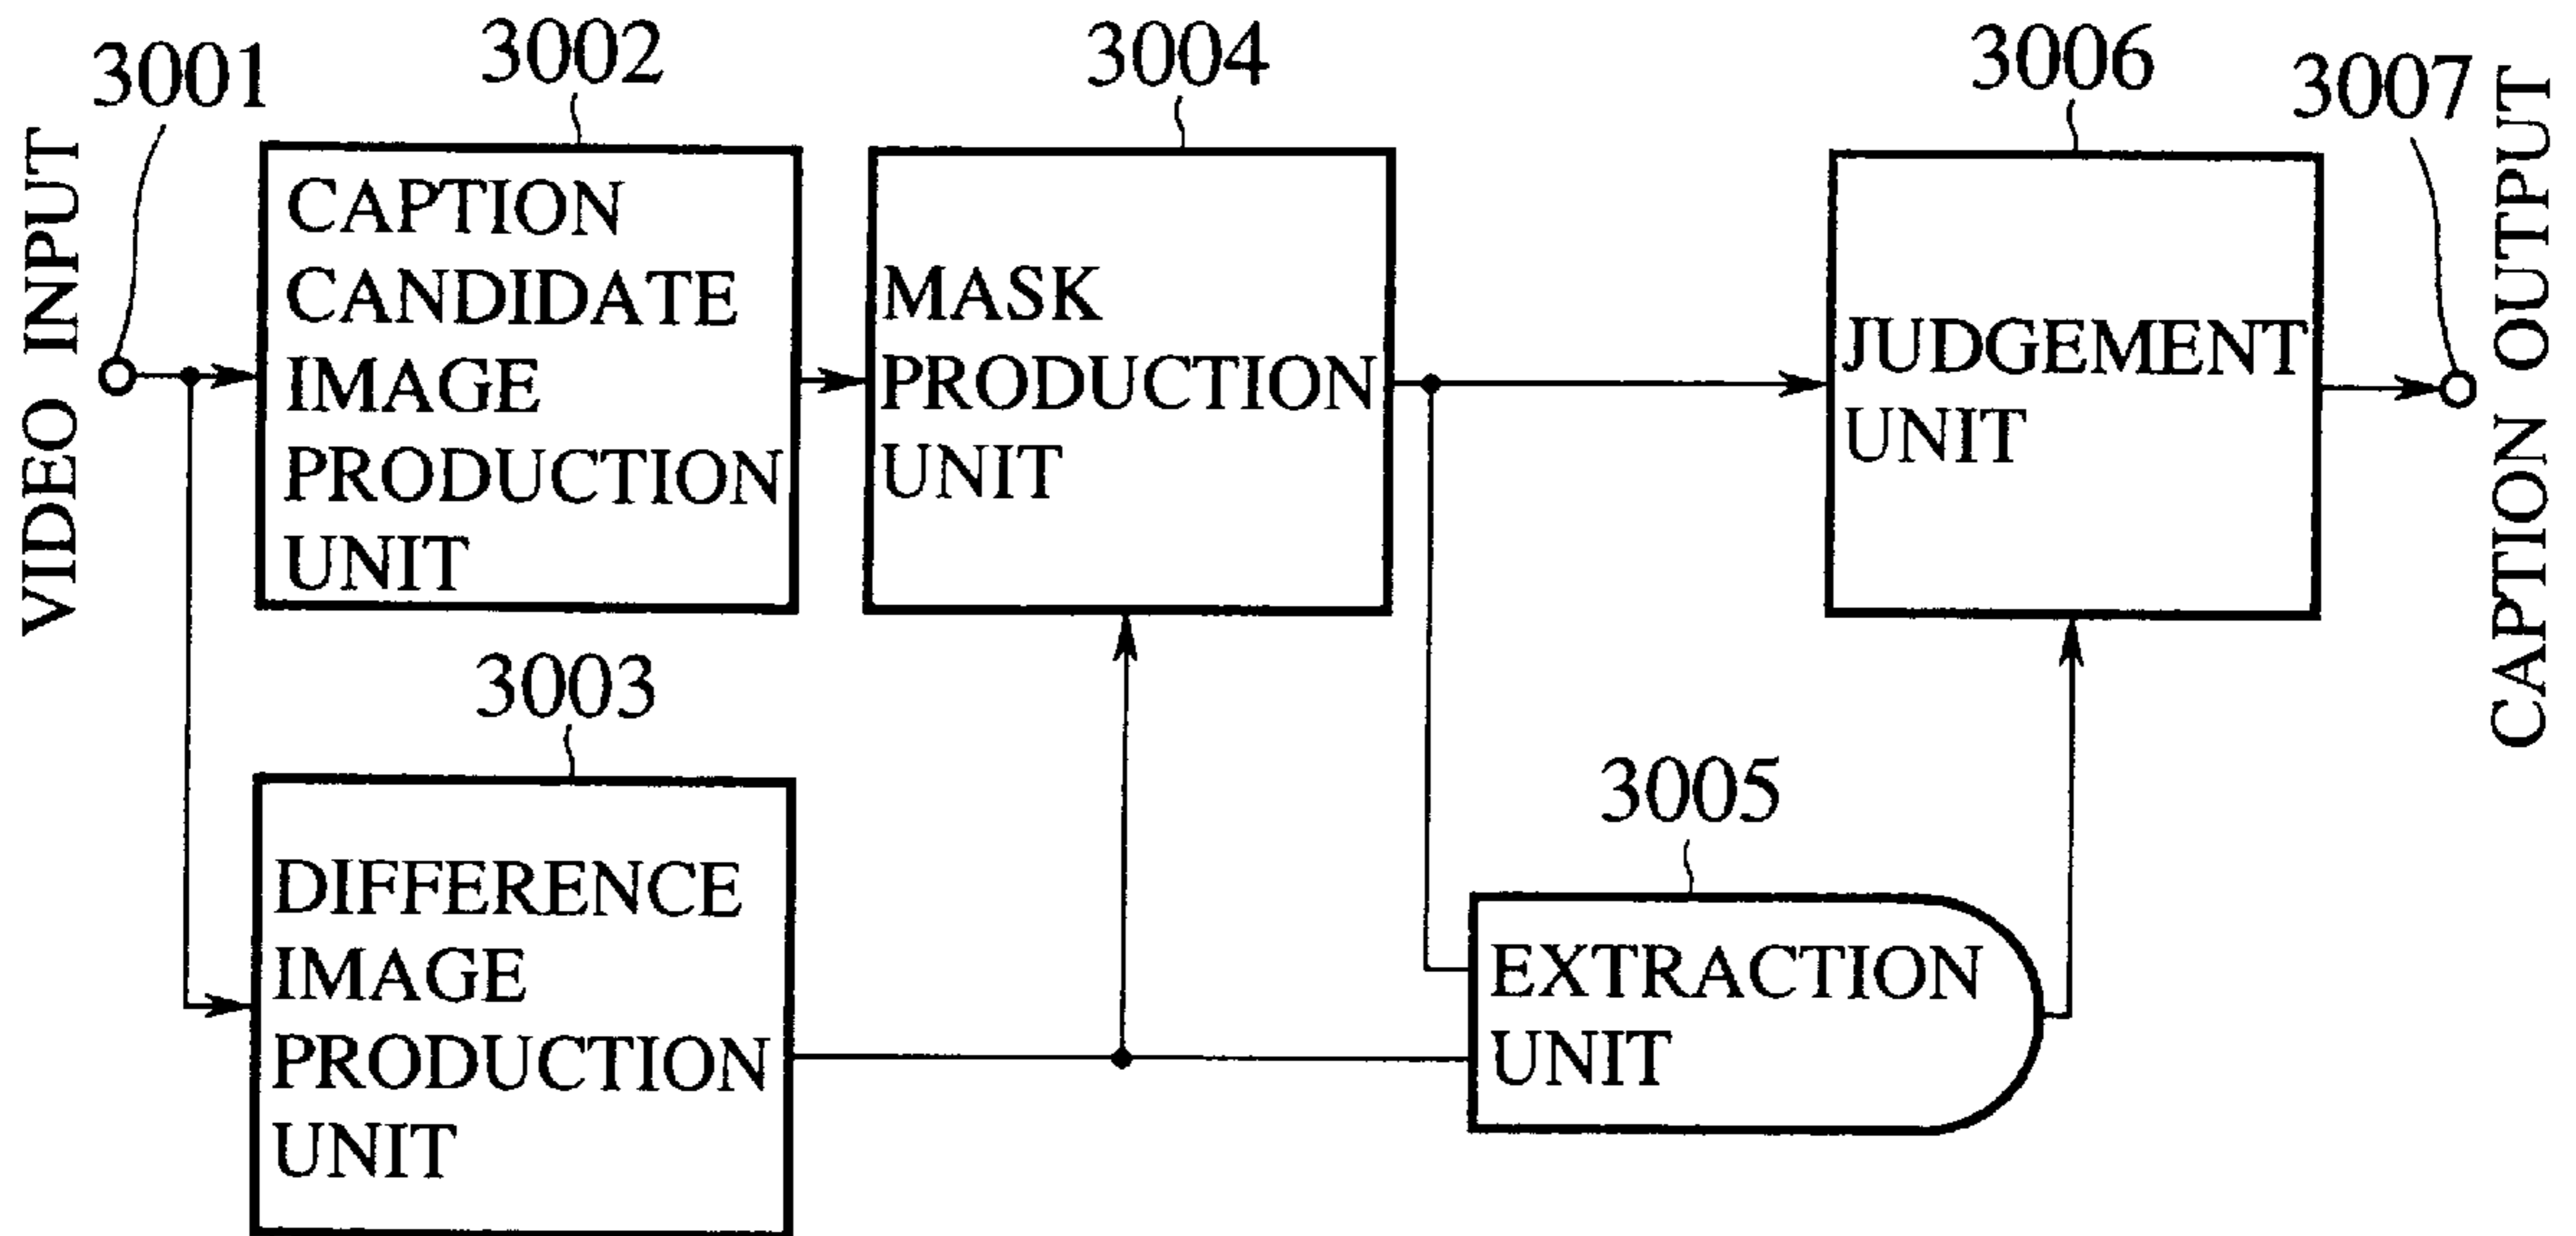 3001
3002
3004
3006
3007
VIDEO INPUT
CAPTION
CANDIDATE
IMAGE
PRODUCTION
UNIT
MASK
PRODUCTION
UNIT
JUDGEMENT
UNIT
CAPTION OUTPUT
3003
DIFFERENCE
IMAGE
PRODUCTION
UNIT
3005
EXTRACTION
UNIT